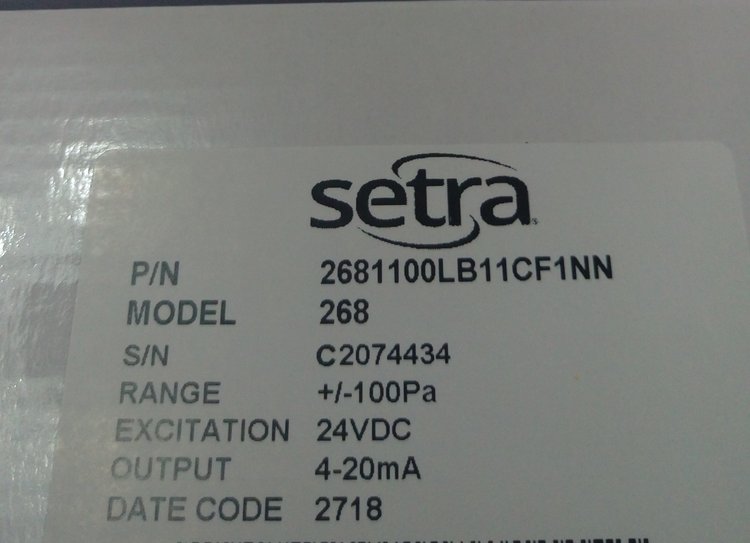 setra
P/N 2681100LB11CF1NN
MODEL 268
S/N C2074434
RANGE +/-100Pa
EXCITATION 24VDC
OUTPUT 4-20mA
DATE CODE 2718